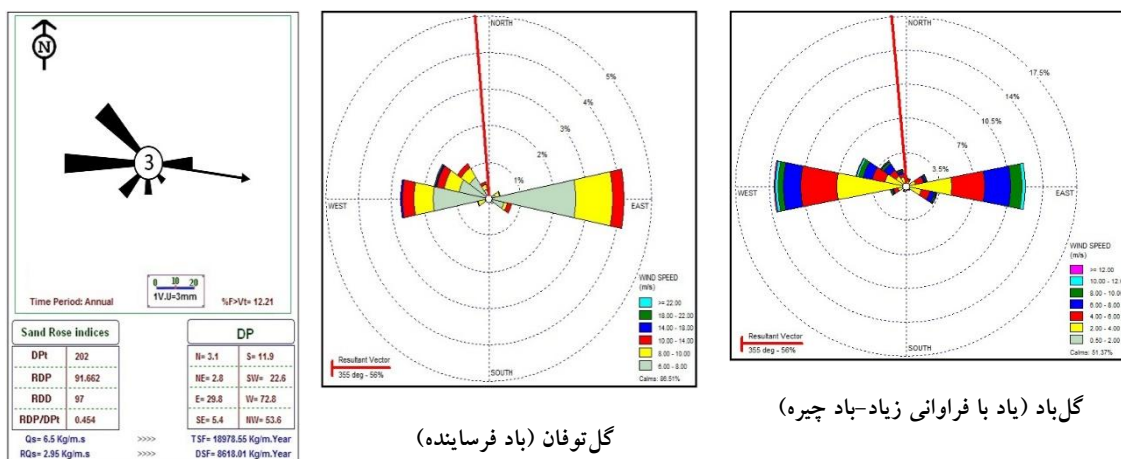 N
3
0 10 20
1V.U=3mm
Time Period: Annual
%F>Vt= 12.21
Sand Rose indices
DPt 202
RDP 91.662
RDD 97
RDP/DPt 0.454
DP
N= 3.1 S= 11.9
NE= 2.8 SW= 22.6
E= 29.8 W= 72.8
SE= 5.4 NW= 53.6
Qs= 6.5 Kg/m.s >>>> TSF= 18978.55 Kg/m.Year
RQs= 2.95 Kg/m.s >>>> DSF= 8618.01 Kg/m.Year
NORTH
5%
4%
3%
2%
1%
WEST
EAST
SOUTH
WIND SPEED
(m/s)
>= 22.00
18.00 - 22.00
14.00 - 18.00
10.00 - 14.00
8.00 - 10.00
6.00 - 8.00
Calms: 86.51%
Resultant Vector
355 deg - 56%
گل‌توفان (باد فرساینده)
NORTH
17.5%
14%
10.5%
7%
3.5%
WEST
EAST
SOUTH
WIND SPEED
(m/s)
>= 12.00
10.00 - 12.0
8.00 - 10.00
6.00 - 8.00
4.00 - 6.00
2.00 - 4.00
0.50 - 2.00
Calms: 51.37%
Resultant Vector
355 deg - 56%
گل‌باد (یاد با فراوانی زیاد-باد چیره)